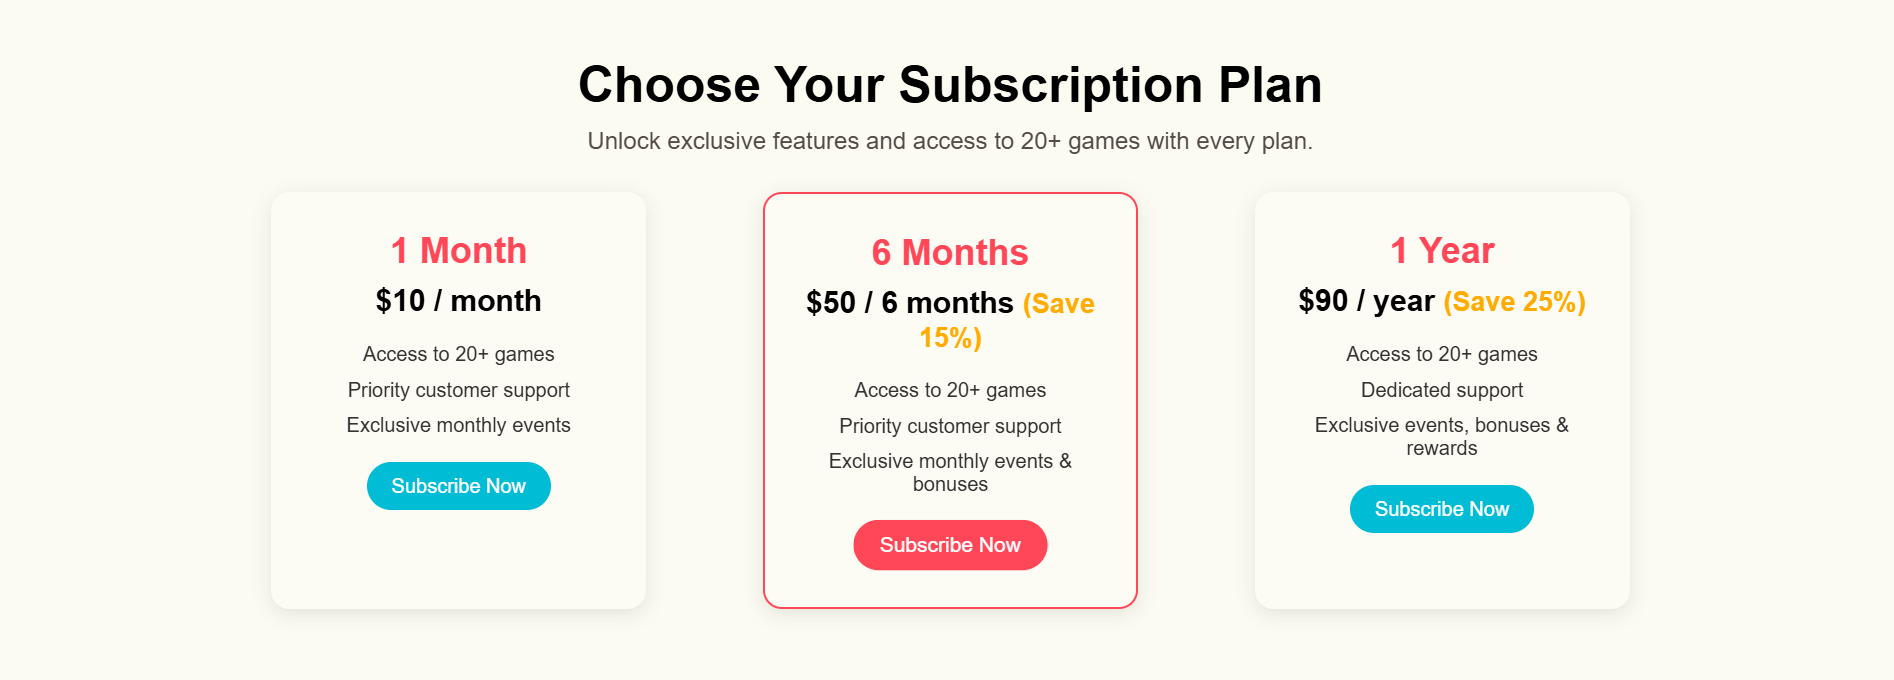 Choose Your Subscription Plan
Unlock exclusive features and access to 20+ games with every plan.
1 Month
$10 / month
Access to 20+ games
Priority customer support
Exclusive monthly events
Subscribe Now
6 Months
$50 / 6 months (Save
15%)
Access to 20+ games
Priority customer support
Exclusive monthly events &
bonuses
Subscribe Now
1 Year
$90 / year (Save 25%)
Access to 20+ games
Dedicated support
Exclusive events, bonuses &
rewards
Subscribe Now